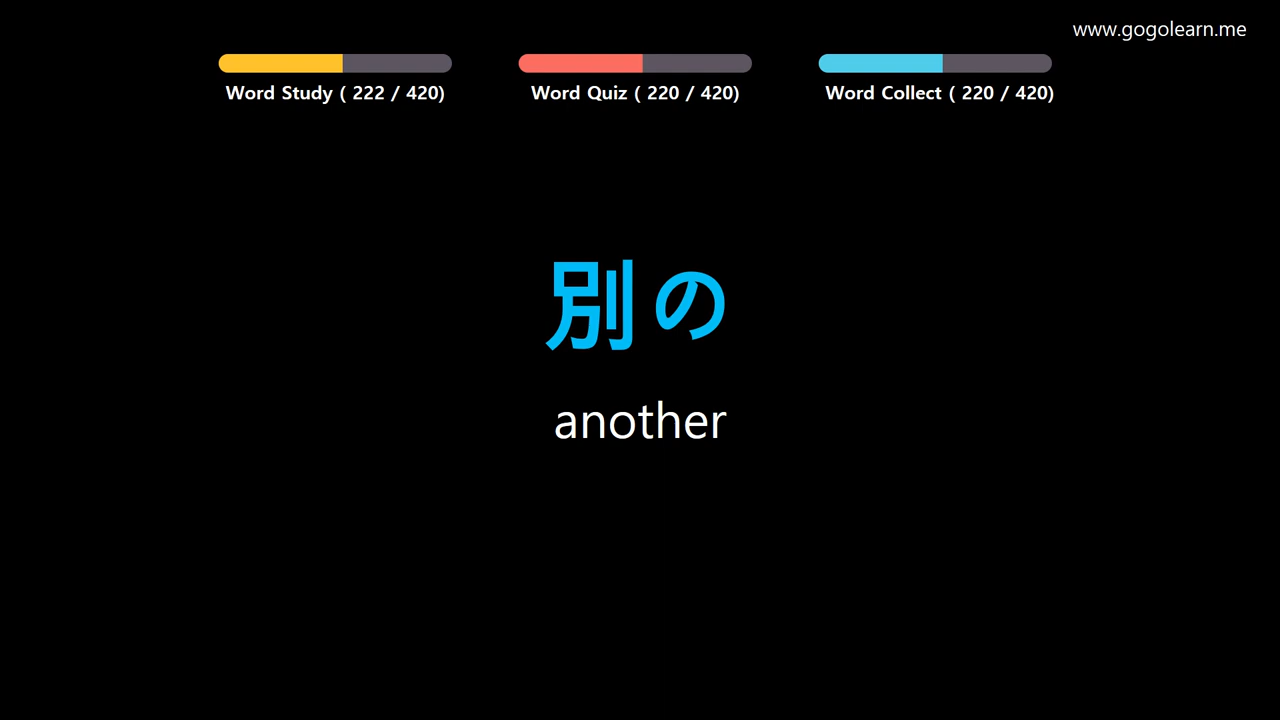 www.gogolearn.me
Word Study ( 222 / 420)
Word Quiz ( 220 / 420)
Word Collect ( 220 / 420)
別の
another